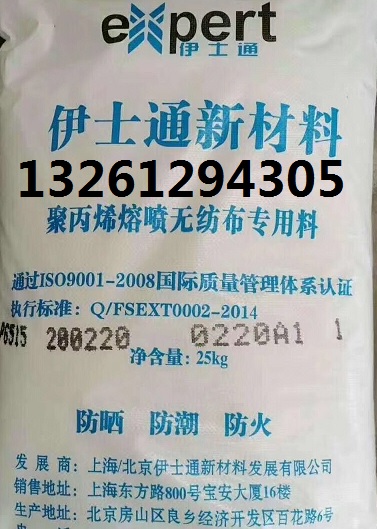 expert
伊士通
伊士通新材料
13261294305
聚丙烯熔喷无纺布专用料
通过ISO9001-2008国际质量管理体系认证
执行标准：Q/FSEXT0002-2014
/6515 200220 0220A1 1
净含量：25kg
防晒 防潮 防火
发展商：上海/北京伊士通新材料发展有限公司
销售地址：上海东方路800号宝安大厦16楼
生产地址：北京房山区良乡经济开发区百花路6号